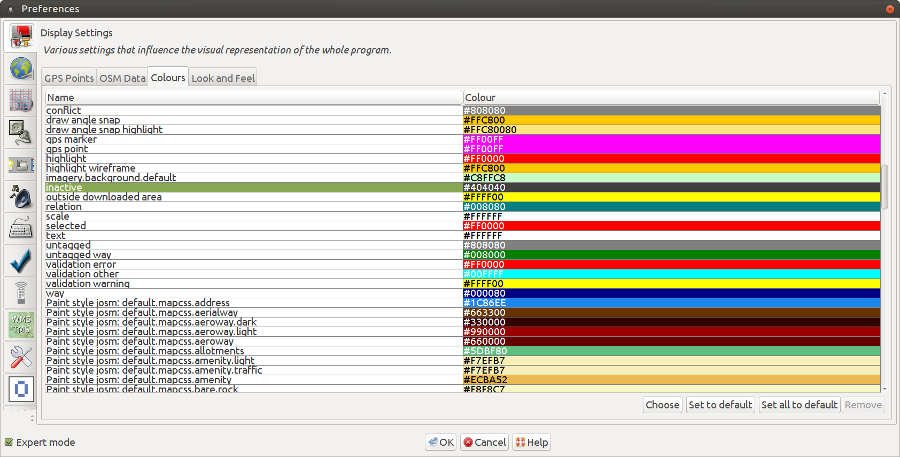 Preferences
Display Settings
Various settings that influence the visual representation of the whole program.
GPS Points OSM Data Colours Look and Feel
Name Colour
conflict #808080
draw angle snap #FFC800
draw angle snap highlight #FFC80080
gps marker #FF00FF
gps point #FF00FF
highlight #FF0000
highlight wireframe #FFC800
imagery.background.default #C8FFC8
inactive #404040
outside downloaded area #FFFF00
relation #008080
scale #FFFFFF
selected #FF0000
text #FFFFFF
untagged #808080
untagged way #008000
validation error #FF0000
validation other #00FFFF
validation warning #FFFF00
way #000080
Paint style josm: default.mapcss.address #1C86EE
Paint style josm: default.mapcss.aerialway #663300
Paint style josm: default.mapcss.aeroway.dark #330000
Paint style josm: default.mapcss.aeroway.light #990000
Paint style josm: default.mapcss.aeroway #660000
Paint style josm: default.mapcss.allotments #5DBF80
Paint style josm: default.mapcss.amenity.light #F7EFB7
Paint style josm: default.mapcss.amenity.traffic #F7EFB7
Paint style josm: default.mapcss.amenity #ECBA52
Paint style josm: default.mapcss.bare.rock #F8F8C7
WMS
Choose Set to default Set all to default Remove
Expert mode
OK Cancel Help